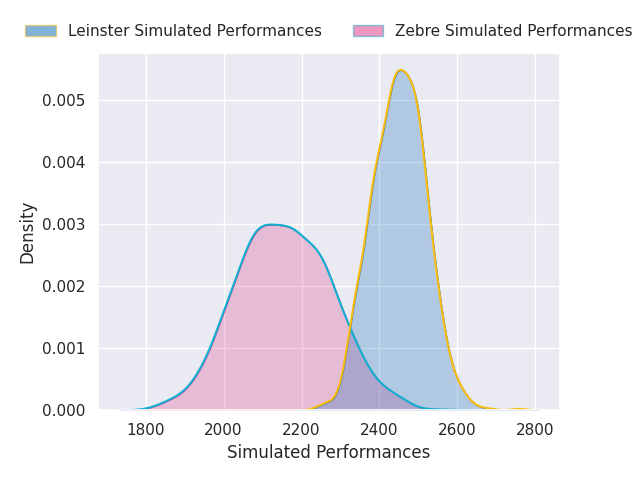 Leinster Simulated Performances Zebre Simulated Performances
0.005
0.004
0.003
0.002
0.001
0.000
Density
1800 2000 2200 2400 2600 2800
Simulated Performances